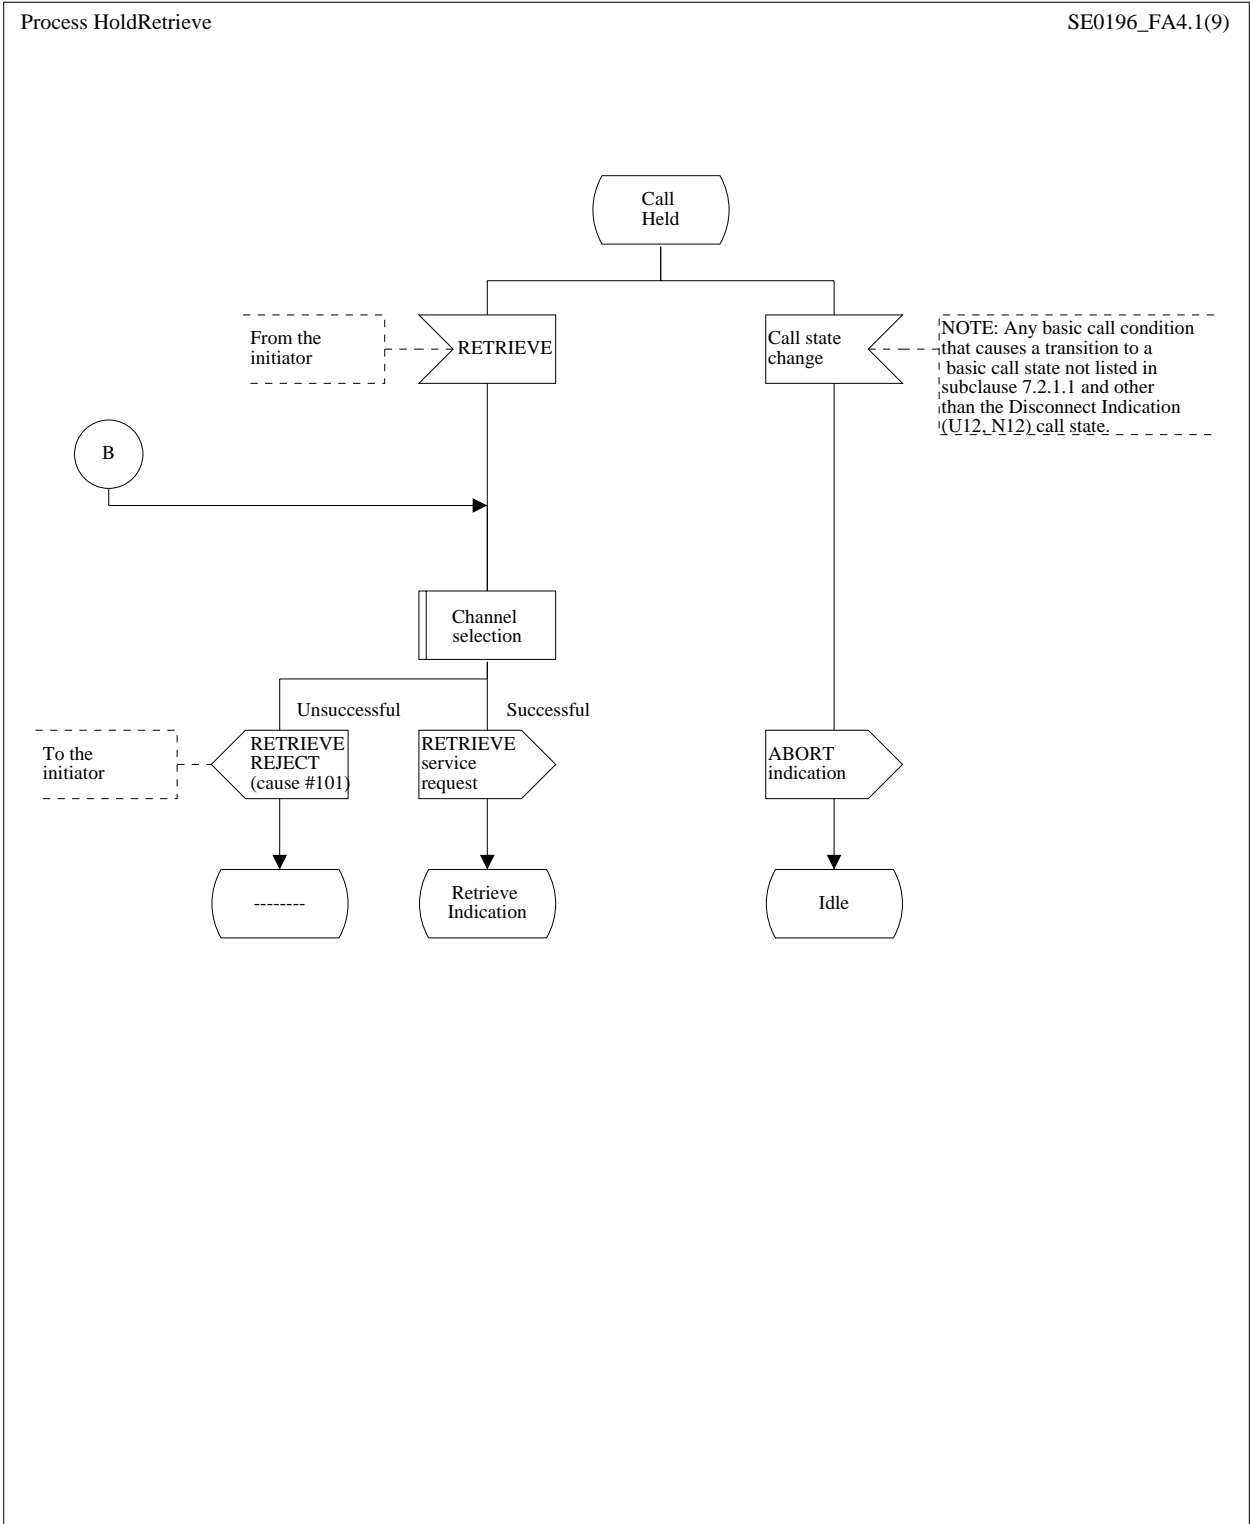 Process HoldRetrieve
SE0196_FA4.1(9)
Call
Held
From the
initiator
RETRIEVE
Call state
change
NOTE: Any basic call condition
that causes a transition to a
basic call state not listed in
subclause 7.2.1.1 and other
than the Disconnect Indication
(U12, N12) call state.
B
Channel
selection
Unsuccessful
Successful
To the
initiator
RETRIEVE
REJECT
(cause #101)
RETRIEVE
service
request
ABORT
indication
--------
Retrieve
Indication
Idle